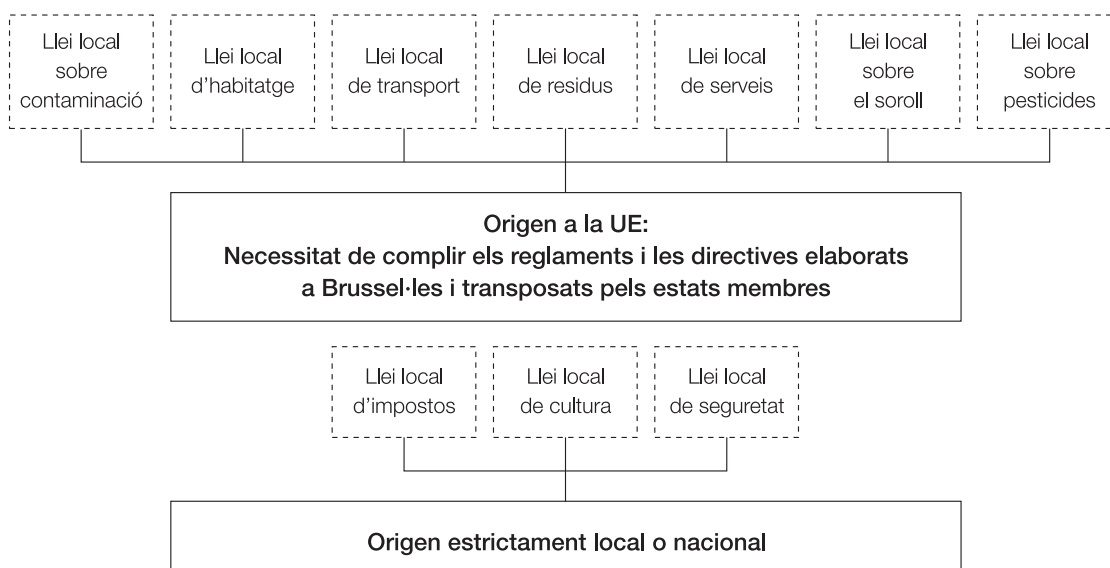 Llei local
sobre
contaminació
Llei local
d’habitatge
Llei local
de transport
Llei local
de residus
Llei local
de serveis
Llei local
sobre
el soroll
Llei local
sobre
pesticides
Origen a la UE:
Necessitat de complir els reglaments i les directives elaborats
a Brussel·les i transposats pels estats membres
Llei local
d’impostos
Llei local
de cultura
Llei local
de seguretat
Origen estrictament local o nacional